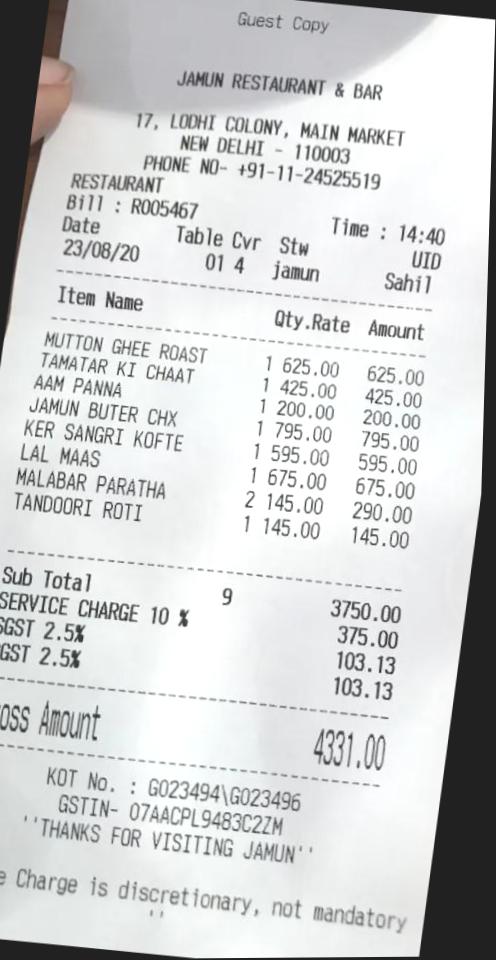 Guest Copy
JAMUN RESTAURANT & BAR
17, LODHI COLONY, MAIN MARKET
NEW DELHI - 110003
PHONE NO- +91-11-24525519
RESTAURANT
Bill : R005467 Time : 14:40
Date Table Cvr Stw UID
23/08/20 01 4 jamun Sahil
Item Name Qty.Rate Amount
MUTTON GHEE ROAST 1 625.00 625.00
TAMATAR KI CHAAT 1 425.00 425.00
AAM PANNA 1 200.00 200.00
JAMUN BUTER CHX 1 795.00 795.00
KER SANGRI KOFTE 1 595.00 595.00
LAL MAAS 1 675.00 675.00
MALABAR PARATHA 2 145.00 290.00
TANDOORI ROTI 1 145.00 145.00
Sub Total 9 3750.00
SERVICE CHARGE 10 % 375.00
SGST 2.5% 103.13
GST 2.5% 103.13
oss Amount 4331.00
KOT No. : G023494\G023496
GSTIN- 07AACPL9483C2ZM
''THANKS FOR VISITING JAMUN''
e Charge is discretionary, not mandatory
''